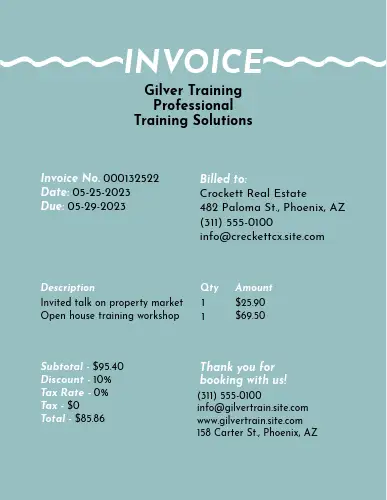 INVOICE
Gilver Training
Professional
Training Solutions
Invoice No. 000132522
Date: 05-25-2023
Due: 05-29-2023
Billed to:
Crockett Real Estate
482 Paloma St., Phoenix, AZ
(311) 555-0100
info@creckettcx.site.com
Description Qty Amount
Invited talk on property market 1 $25.90
Open house training workshop 1 $69.50
Subtotal - $95.40
Discount - 10%
Tax Rate - 0%
Tax - $0
Total - $85.86
Thank you for
booking with us!
(311) 555-0100
info@gilvertrain.site.com
www.gilvertrain.site.com
158 Carter St., Phoenix, AZ